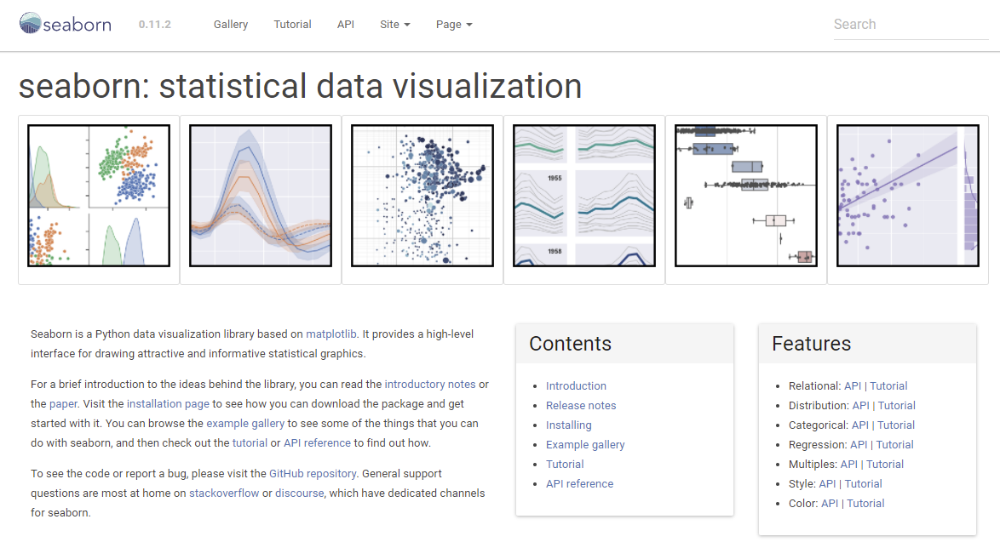 seaborn 0.11.2 Gallery Tutorial API Site Page Search
seaborn: statistical data visualization
1955
1958
Seaborn is a Python data visualization library based on matplotlib. It provides a high-level
interface for drawing attractive and informative statistical graphics.
For a brief introduction to the ideas behind the library, you can read the introductory notes or
the paper. Visit the installation page to see how you can download the package and get
started with it. You can browse the example gallery to see some of the things that you can
do with seaborn, and then check out the tutorial or API reference to find out how.
To see the code or report a bug, please visit the GitHub repository. General support
questions are most at home on stackoverflow or discourse, which have dedicated channels
for seaborn.
Contents
Introduction
Release notes
Installing
Example gallery
Tutorial
API reference
Features
Relational: API | Tutorial
Distribution: API | Tutorial
Categorical: API | Tutorial
Regression: API | Tutorial
Multiples: API | Tutorial
Style: API | Tutorial
Color: API | Tutorial